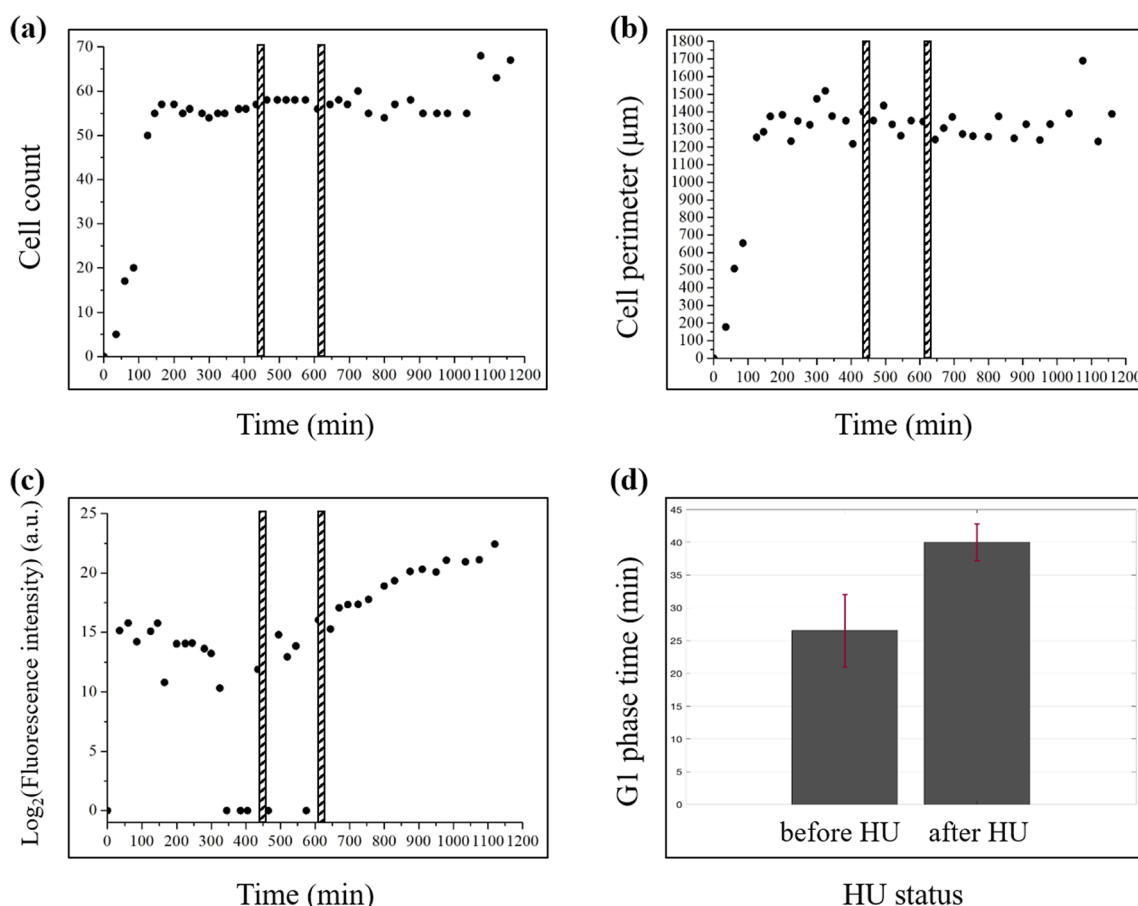 (a)
70
60
50
40
30
20
10
0
0 100 200 300 400 500 600 700 800 900 1000 1100 1200
Cell count
Time (min)
(b)
1800
1700
1600
1500
1400
1300
1200
1100
1000
900
800
700
600
500
400
300
200
100
0
0 100 200 300 400 500 600 700 800 900 1000 1100 1200
Cell perimeter (μm)
Time (min)
(c)
25
20
15
10
5
0
0 100 200 300 400 500 600 700 800 900 1000 1100 1200
Log₂(Fluorescence intensity) (a.u.)
Time (min)
(d)
45
40
35
30
25
20
15
10
5
0
G1 phase time (min)
before HU after HU
HU status